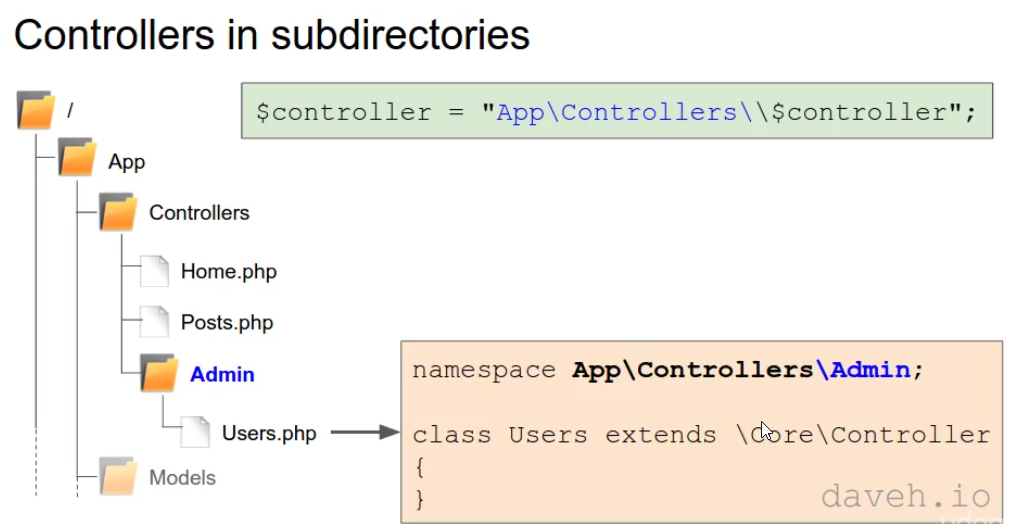 Controllers in subdirectories
/
$controller = "App\Controllers\\$controller";
App
Controllers
Home.php
Posts.php
Admin
Users.php
Models
namespace App\Controllers\Admin;
class Users extends \Core\Controller
{
}
daveh.io